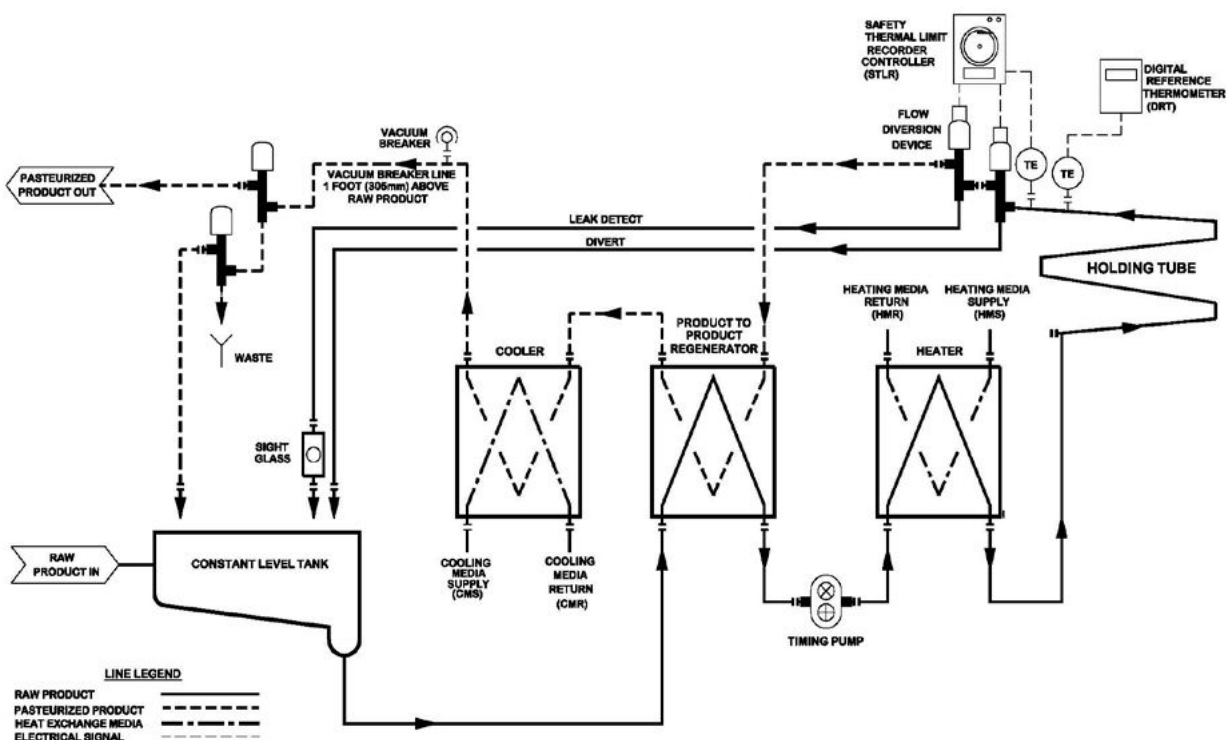 SAFETY
THERMAL LIMIT
RECORDER
CONTROLLER
(STLR)
DIGITAL
REFERENCE
THERMOMETER
(DRT)
FLOW
DIVERSION
DEVICE
TE
TE
VACUUM
BREAKER
PASTEURIZED
PRODUCT OUT
VACUUM BREAKER LINE
1 FOOT (305mm) ABOVE
RAW PRODUCT
LEAK DETECT
DIVERT
HOLDING TUBE
HEATING MEDIA
RETURN
(HMR)
HEATING MEDIA
SUPPLY
(HMS)
WASTE
COOLER
PRODUCT TO
PRODUCT
REGENERATOR
HEATER
SIGHT
GLASS
RAW
PRODUCT IN
CONSTANT LEVEL TANK
COOLING
MEDIA
SUPPLY
(CMS)
COOLING
MEDIA
RETURN
(CMR)
TIMING PUMP
LINE LEGEND
RAW PRODUCT
PASTEURIZED PRODUCT
HEAT EXCHANGE MEDIA
ELECTRICAL SIGNAL